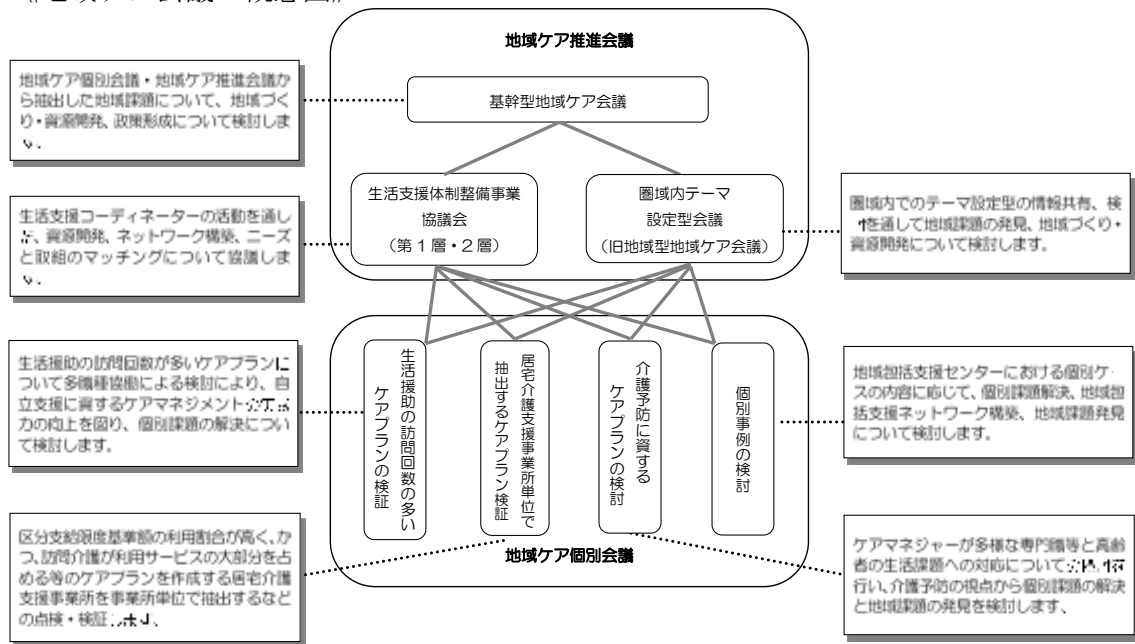 地域ケア推進会議
基幹型地域ケア会議
地域ケア個別会議・地域ケア推進会議か
ら抽出した地域課題について、地域づく
り・資源開発、政策形成について検討しま
生活支援体制整備事業
協議会
（第１層・２層）
圏域内テーマ
設定型会議
（旧地域型地域ケア会議）
生活支援コーディネーターの活動を通し
、資源開発、ネットワーク構築、ニーズ
と取組のマッチングについて協議しま
圏域内でのテーマ設定型の情報共有、検
を通して地域課題の発見、地域づくり・
資源開発について検討します。
生活援助の訪問回数が多いケアプランに
ついて多職種協働による検討により、自
立支援に資するケアマネジメント
力の向上を図り、個別課題の解決につい
て検討します。
生活援助の訪問回数の多い
ケアプランの検証
居宅介護支援事業所単位で
抽出するケアプラン検証
介護予防に資する
ケアプランの検討
個別事例の検討
地域包括支援センターにおける個別ケ
スの内容に応じて、個別課題解決、地域包
括支援ネットワーク構築、地域課題発見
について検討します。
地域ケア個別会議
区分支給限度基準額の利用割合が高く、か
つ、訪問介護が利用サービスの大部分を占
める等のケアプランを作成する居宅介護
支援事業所を事業所単位で抽出するなど
の点検・検証
ケアマネジャーが多様な専門職等と高齢
者の生活課題への対応について
行い、介護予防の視点から個別課題の解決
と地域課題の発見を検討します、